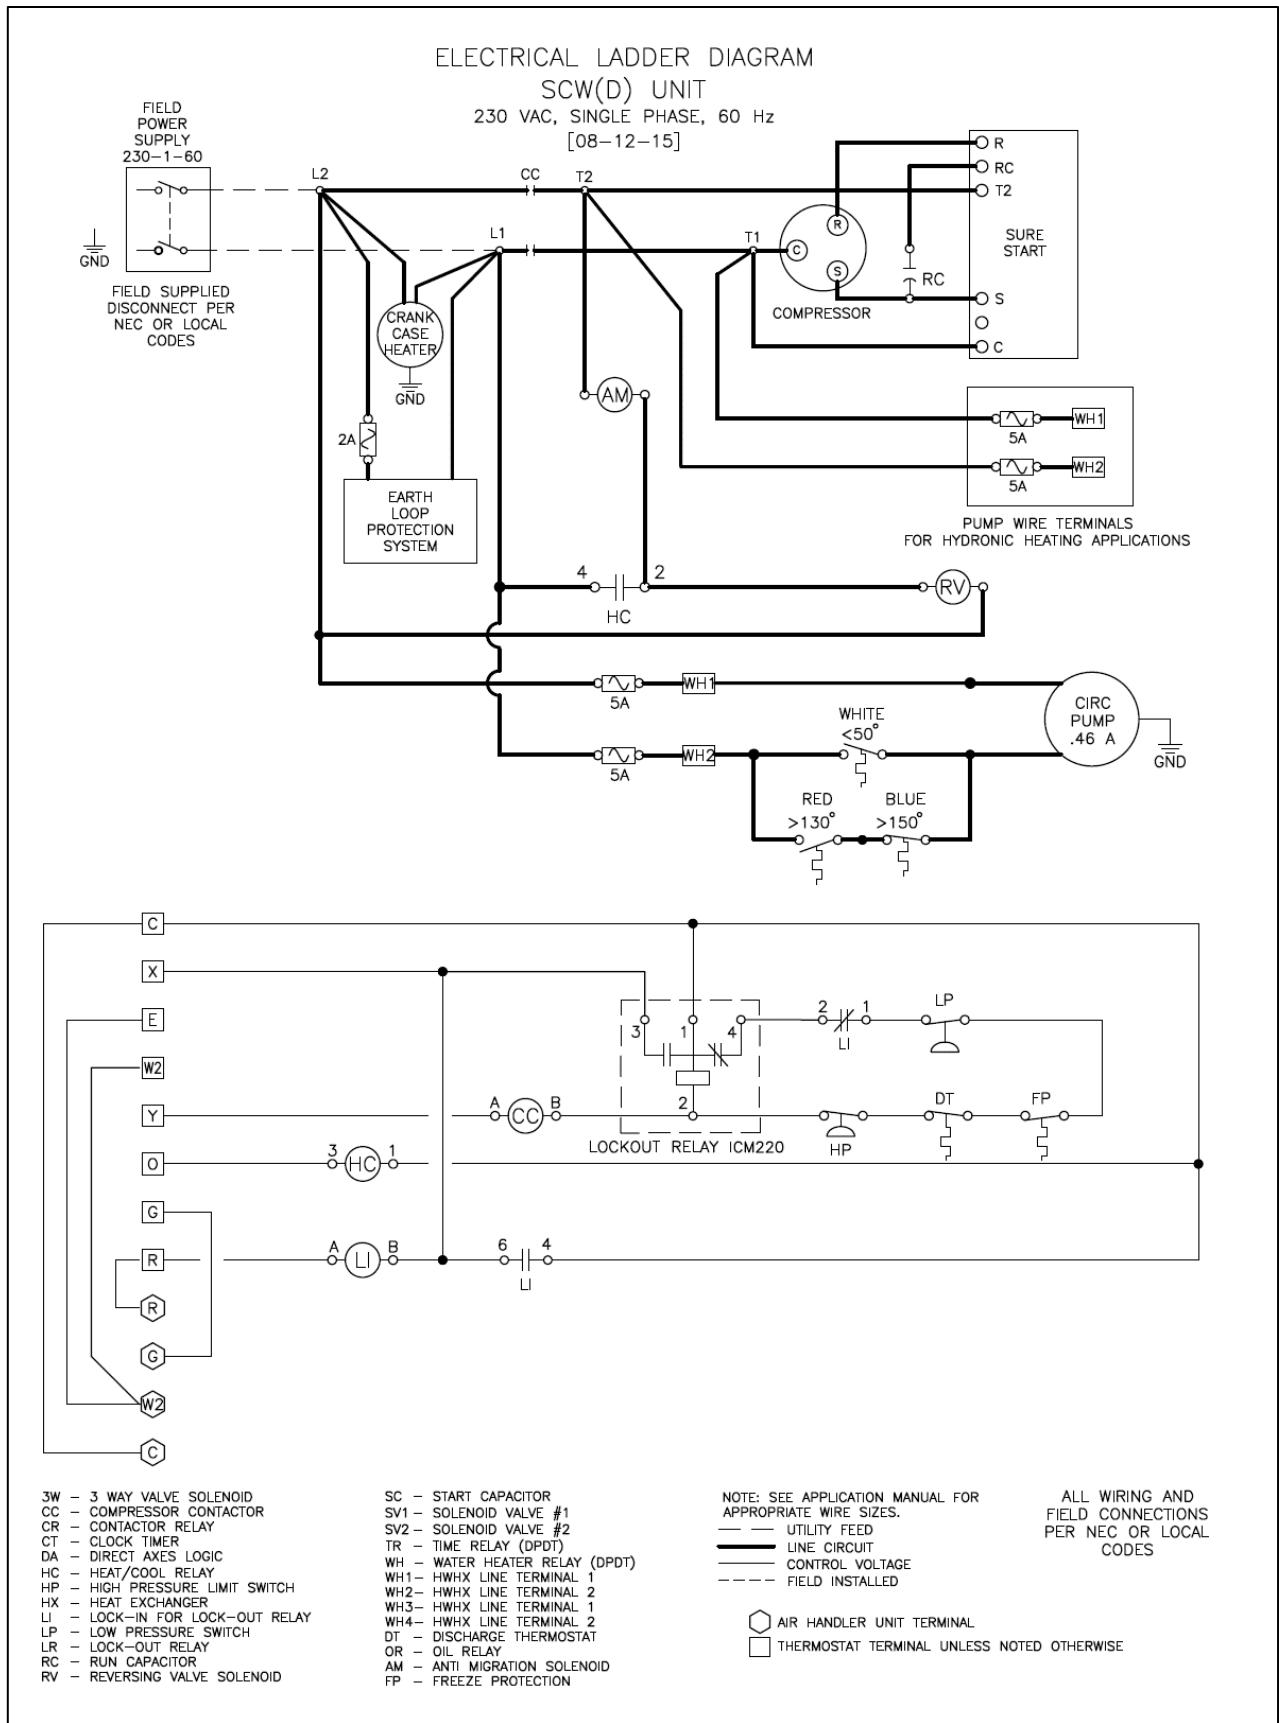 ELECTRICAL LADDER DIAGRAM
SCW(D) UNIT
230 VAC, SINGLE PHASE, 60 Hz
[08-12-15]
FIELD
POWER
SUPPLY
230-1-60
GND
FIELD SUPPLIED
DISCONNECT PER
NEC OR LOCAL
CODES
L2
CC
T2
L1
T1
R
C
S
COMPRESSOR
RC
R
RC
T2
SURE
START
S
C
CRANK
CASE
HEATER
GND
2A
EARTH
LOOP
PROTECTION
SYSTEM
AM
WH1
5A
WH2
5A
PUMP WIRE TERMINALS
FOR HYDRONIC HEATING APPLICATIONS
4
2
HC
RV
5A
WH1
5A
WH2
WHITE
<50°
RED
>130°
BLUE
>150°
CIRC
PUMP
.46 A
GND
C
X
E
W2
Y
O
G
R
R
G
W2
C
3
1
4
2
LOCKOUT RELAY ICM220
2
1
LI
LP
A
CC
B
HP
DT
FP
3
HC
1
A
LI
B
6
4
LI
3W - 3 WAY VALVE SOLENOID
CC - COMPRESSOR CONTACTOR
CR - CONTACTOR RELAY
CT - CLOCK TIMER
DA - DIRECT AXES LOGIC
HC - HEAT/COOL RELAY
HP - HIGH PRESSURE LIMIT SWITCH
HX - HEAT EXCHANGER
LI - LOCK-IN FOR LOCK-OUT RELAY
LP - LOW PRESSURE SWITCH
LR - LOCK-OUT RELAY
RC - RUN CAPACITOR
RV - REVERSING VALVE SOLENOID
SC - START CAPACITOR
SV1 - SOLENOID VALVE #1
SV2 - SOLENOID VALVE #2
TR - TIME RELAY (DPDT)
WH - WATER HEATER RELAY (DPDT)
WH1- HWHX LINE TERMINAL 1
WH2- HWHX LINE TERMINAL 2
WH3- HWHX LINE TERMINAL 1
WH4- HWHX LINE TERMINAL 2
DT - DISCHARGE THERMOSTAT
OR - OIL RELAY
AM - ANTI MIGRATION SOLENOID
FP - FREEZE PROTECTION
NOTE: SEE APPLICATION MANUAL FOR
APPROPRIATE WIRE SIZES.
UTILITY FEED
LINE CIRCUIT
CONTROL VOLTAGE
FIELD INSTALLED
AIR HANDLER UNIT TERMINAL
THERMOSTAT TERMINAL UNLESS NOTED OTHERWISE
ALL WIRING AND
FIELD CONNECTIONS
PER NEC OR LOCAL
CODES